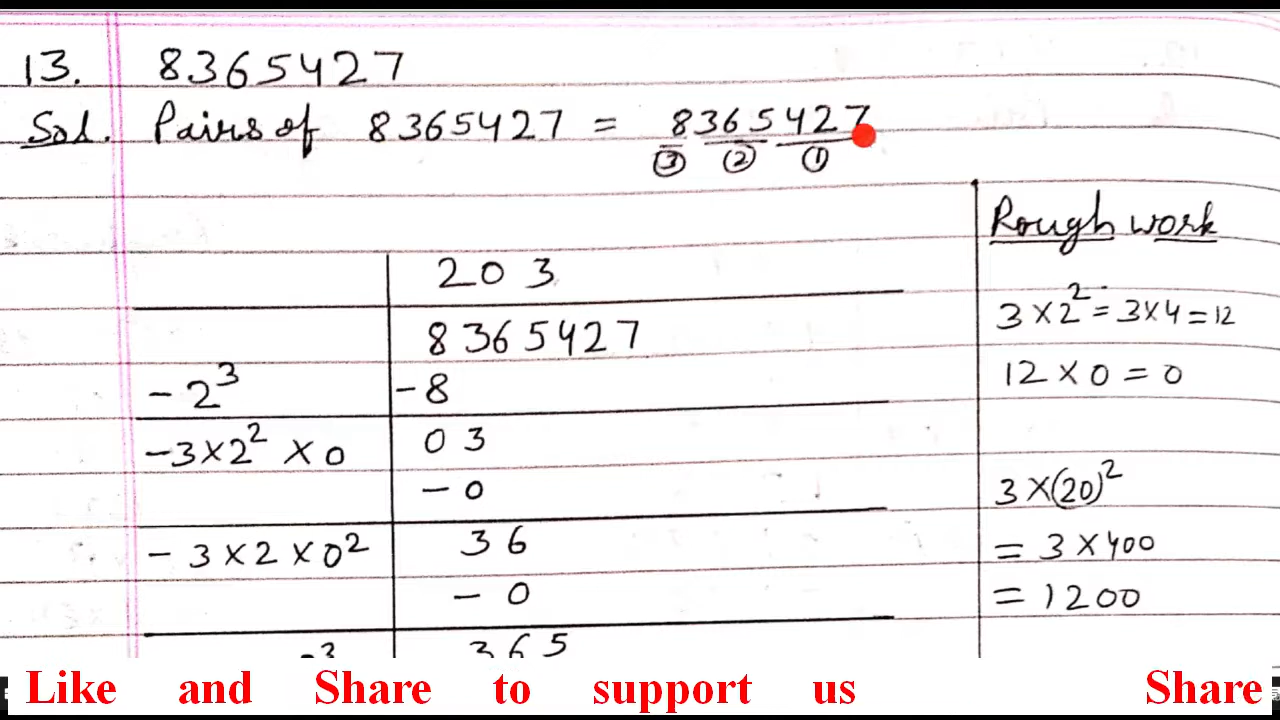 13. 8365427
Sol. Pairs of 8365427 = 8365427
③ ② ①
Rough work
203
3×2² = 3×4 = 12
8365427
-2³ -8
12×0 = 0
-3×2²×0 03
-0
3×(20)²
-3×2×0² 36
= 3×400
-0
= 1200
365
Like and Share to support us Share